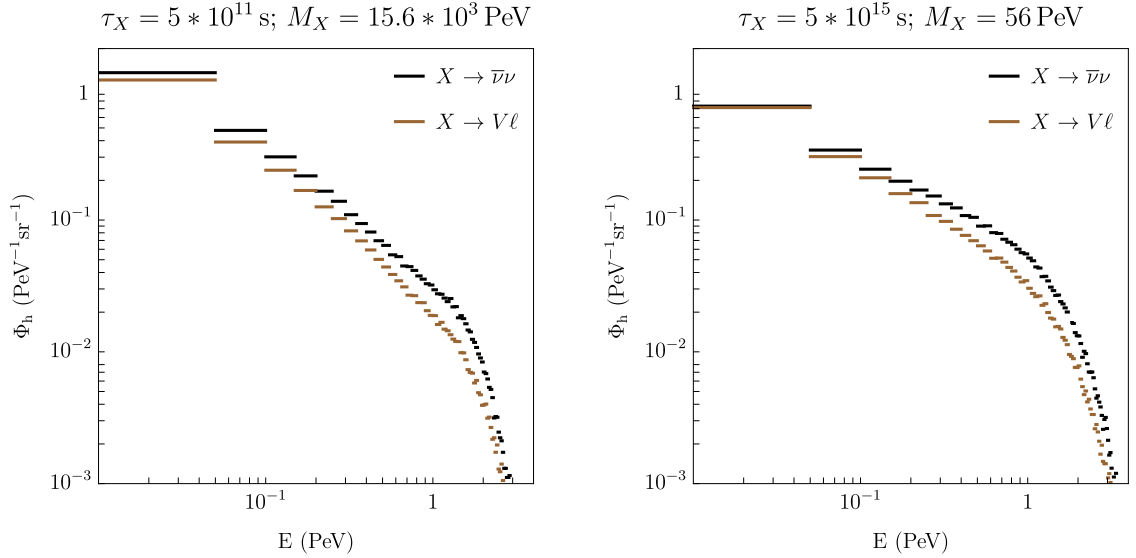 τ_X = 5 * 10^11 s; M_X = 15.6 * 10^3 PeV
X → ν̄ν
X → Vℓ
1
10^−1
10^−2
10^−3
Φ_h (PeV^−1 sr^−1)
10^−1
1
E (PeV)
τ_X = 5 * 10^15 s; M_X = 56 PeV
X → ν̄ν
X → Vℓ
1
10^−1
10^−2
10^−3
Φ_h (PeV^−1 sr^−1)
10^−1
1
E (PeV)